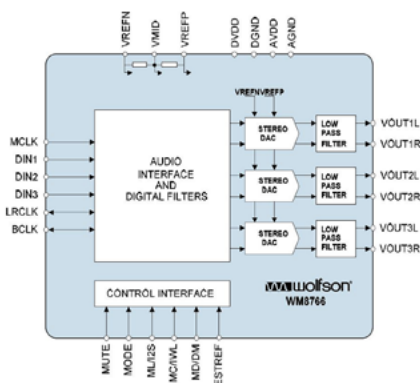 VREFN
VMID
VREFP
DVDD
DGND
AVDD
AGND
VREFNVREFP
MCLK
DIN1
DIN2
DIN3
LRCLK
BCLK
AUDIO
INTERFACE
AND
DIGITAL FILTERS
STEREO
DAC
LOW
PASS
FILTER
VOUT1L
VOUT1R
STEREO
DAC
LOW
PASS
FILTER
VOUT2L
VOUT2R
STEREO
DAC
LOW
PASS
FILTER
VOUT3L
VOUT3R
CONTROL INTERFACE
wolfson
WM8766
MUTE
MODE
ML/I2S
MC/IWL
MD/DM
ESTREF